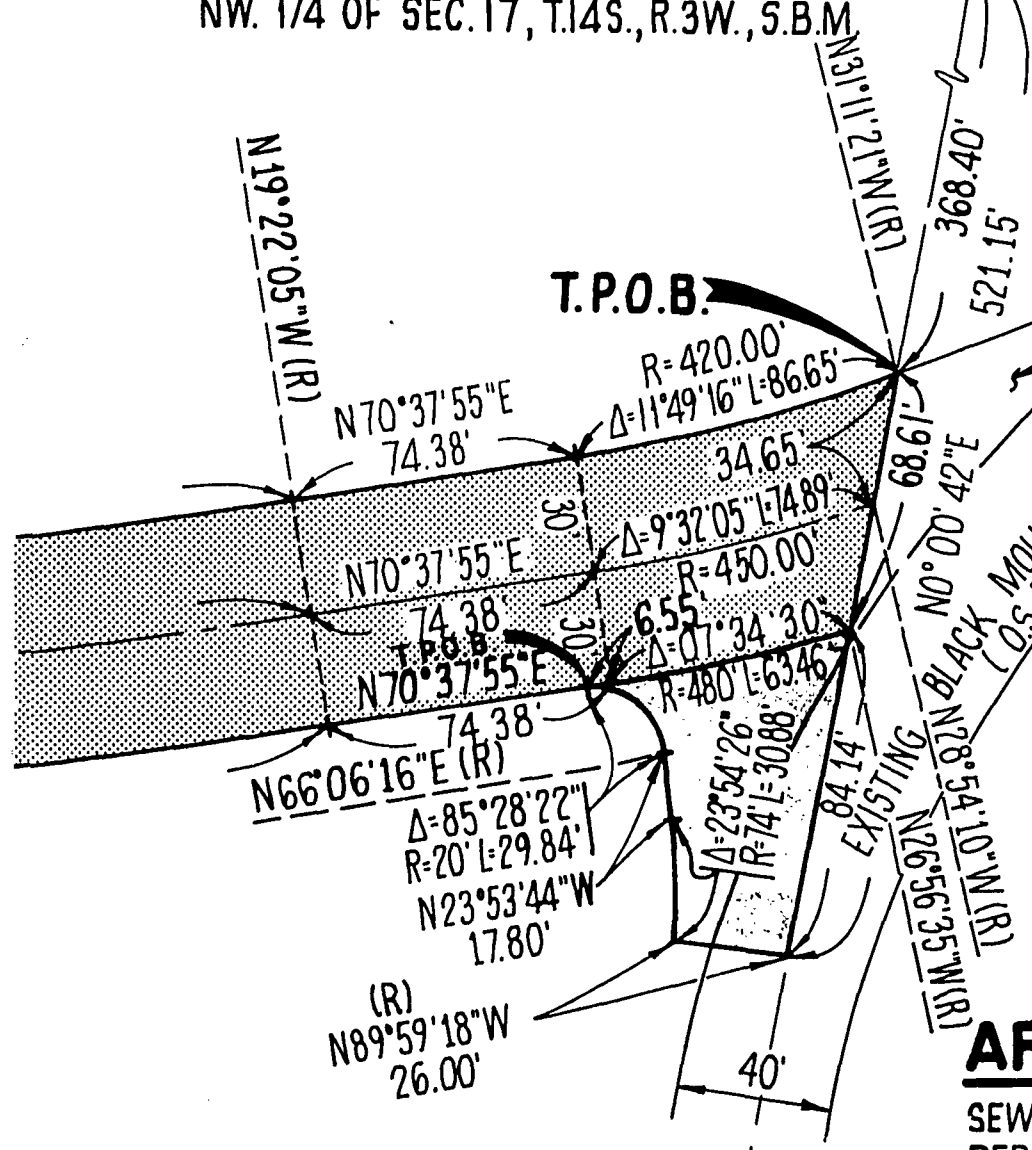 NW. 1/4 OF SEC. 17, T.14S., R.3W., S.B.M.
N31°11'21"W(R)
368.40'
521.15'
N19°22'05"W(R)
T.P.O.B.
R=420.00'
Δ=11°49'16" L=86.65'
N70°37'55"E
74.38'
34.65'
68.61'
N0°00'42"E
30'
Δ=9°32'05" L=74.89'
R=450.00'
N70°37'55"E
74.38'
30'
6.55'
T.P.O.B.
Δ=07°34'30"
R=480' L=63.46'
N70°37'55"E
74.38'
N66°06'16"E (R)
Δ=85°28'22"
R=20' L=29.84'
N23°53'44"W
17.80'
Δ=23°54'26"
R=74' L=30.88'
84.14'
EXISTING BLACK
N28°54'10"W(R)
N26°56'35"W(R)
(R)
N89°59'18"W
26.00'
40'
SEW